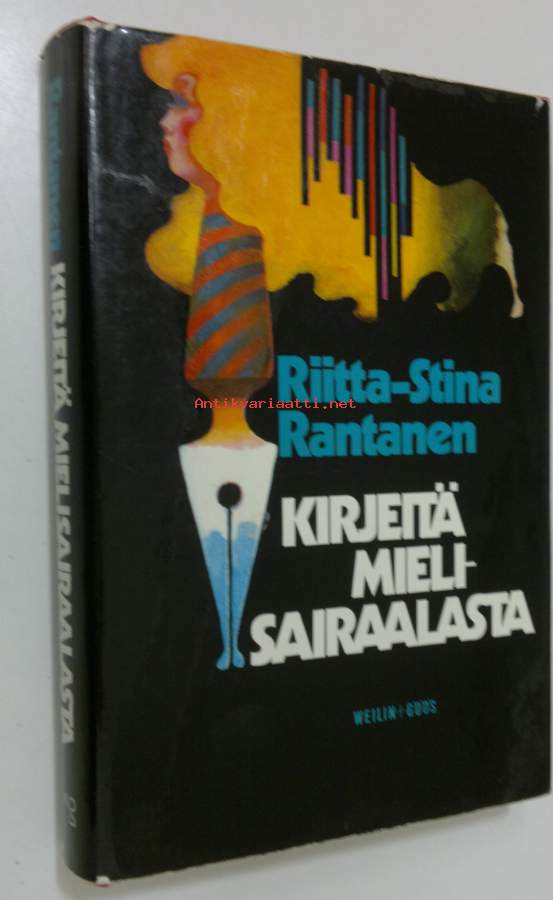 Rantanen KIRJEITÄ MIELISAIRAALASTA
Riitta-Stina
Antikvariaatti.net
Rantanen
KIRJEITÄ
MIELI-
SAIRAALASTA
WEILIN+GÖÖS